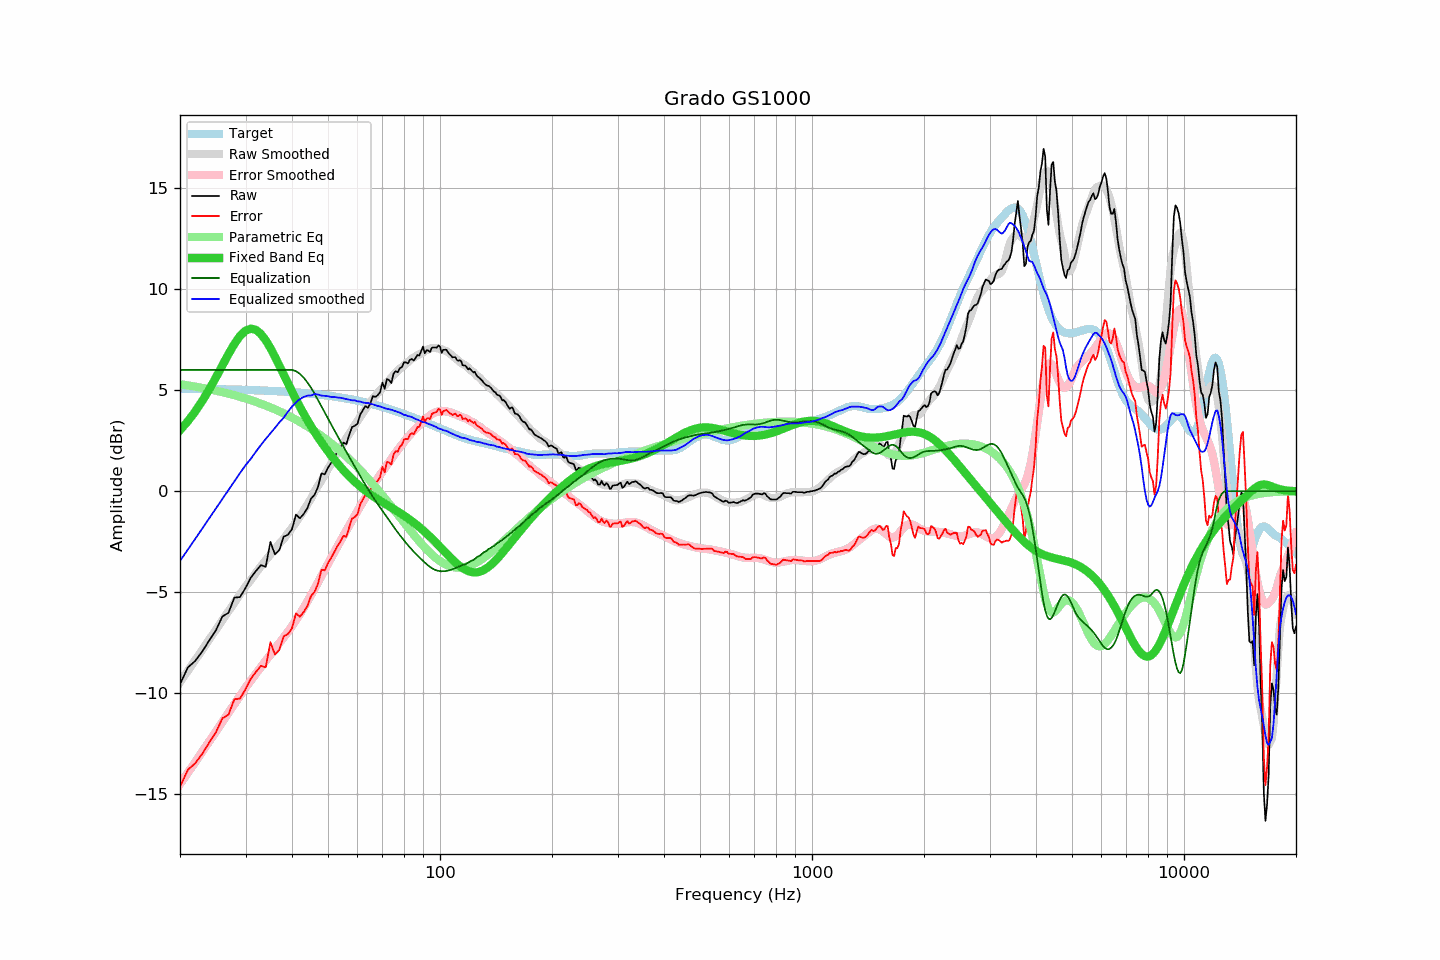 Grado GS1000
Target
Raw Smoothed
Error Smoothed
Raw
Error
Parametric Eq
Fixed Band Eq
Equalization
Equalized smoothed
15
10
5
0
−5
−10
−15
Amplitude (dBr)
100
1000
10000
Frequency (Hz)